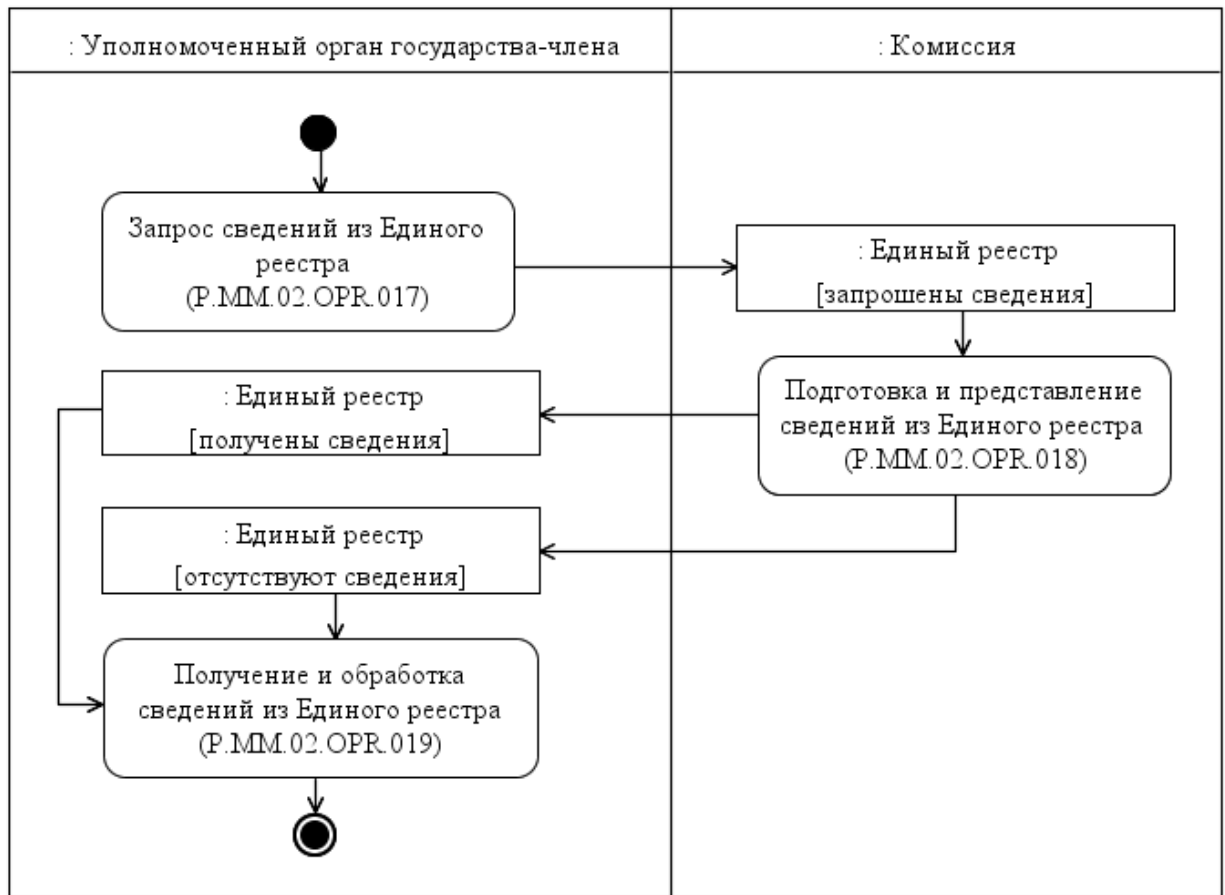 : Уполномоченный орган государства-члена
: Комиссия
Запрос сведений из Единого
реестра
(P.MM.02.OPR.017)
: Единый реестр
[запрошены сведения]
Подготовка и представление
сведений из Единого реестра
(P.MM.02.OPR.018)
: Единый реестр
[получены сведения]
: Единый реестр
[отсутствуют сведения]
Получение и обработка
сведений из Единого реестра
(P.MM.02.OPR.019)